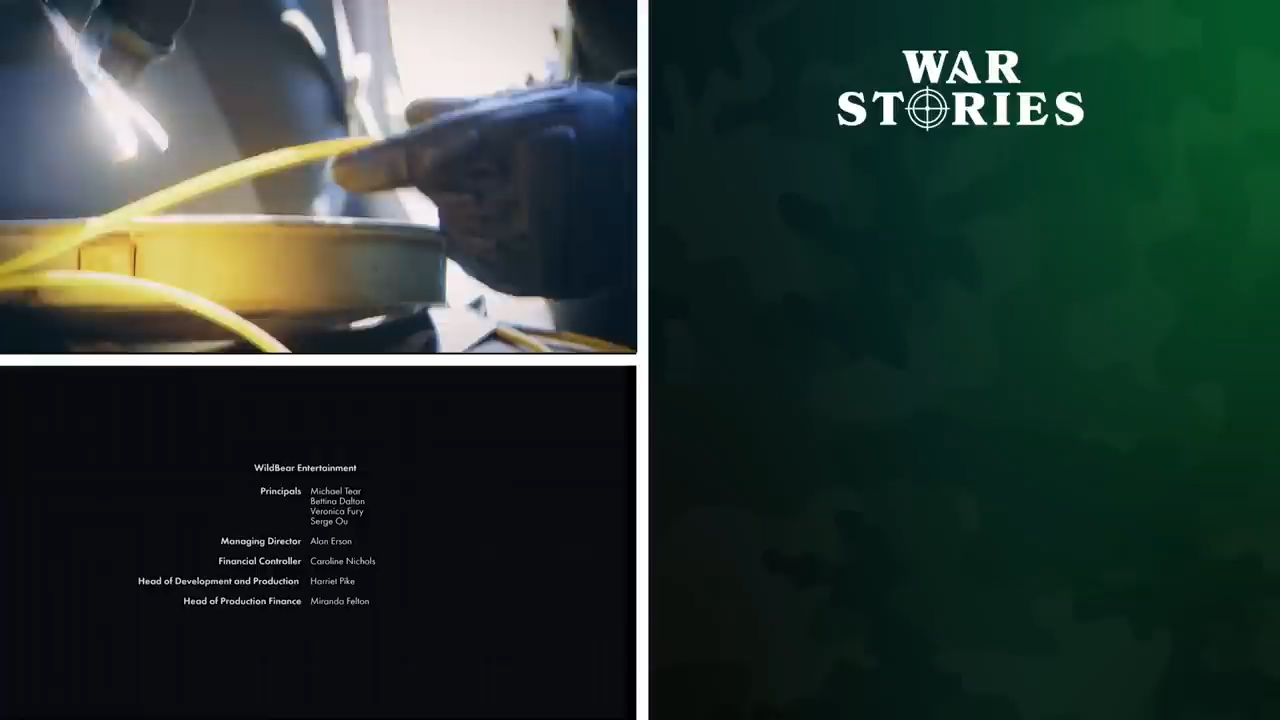 WAR
STORIES
WildBear Entertainment
Principals Michael Tear
Bettina Dalton
Veronica Fury
Serge Ou
Managing Director Alan Erson
Financial Controller Caroline Nichols
Head of Development and Production Harriet Pike
Head of Production Finance Miranda Felton